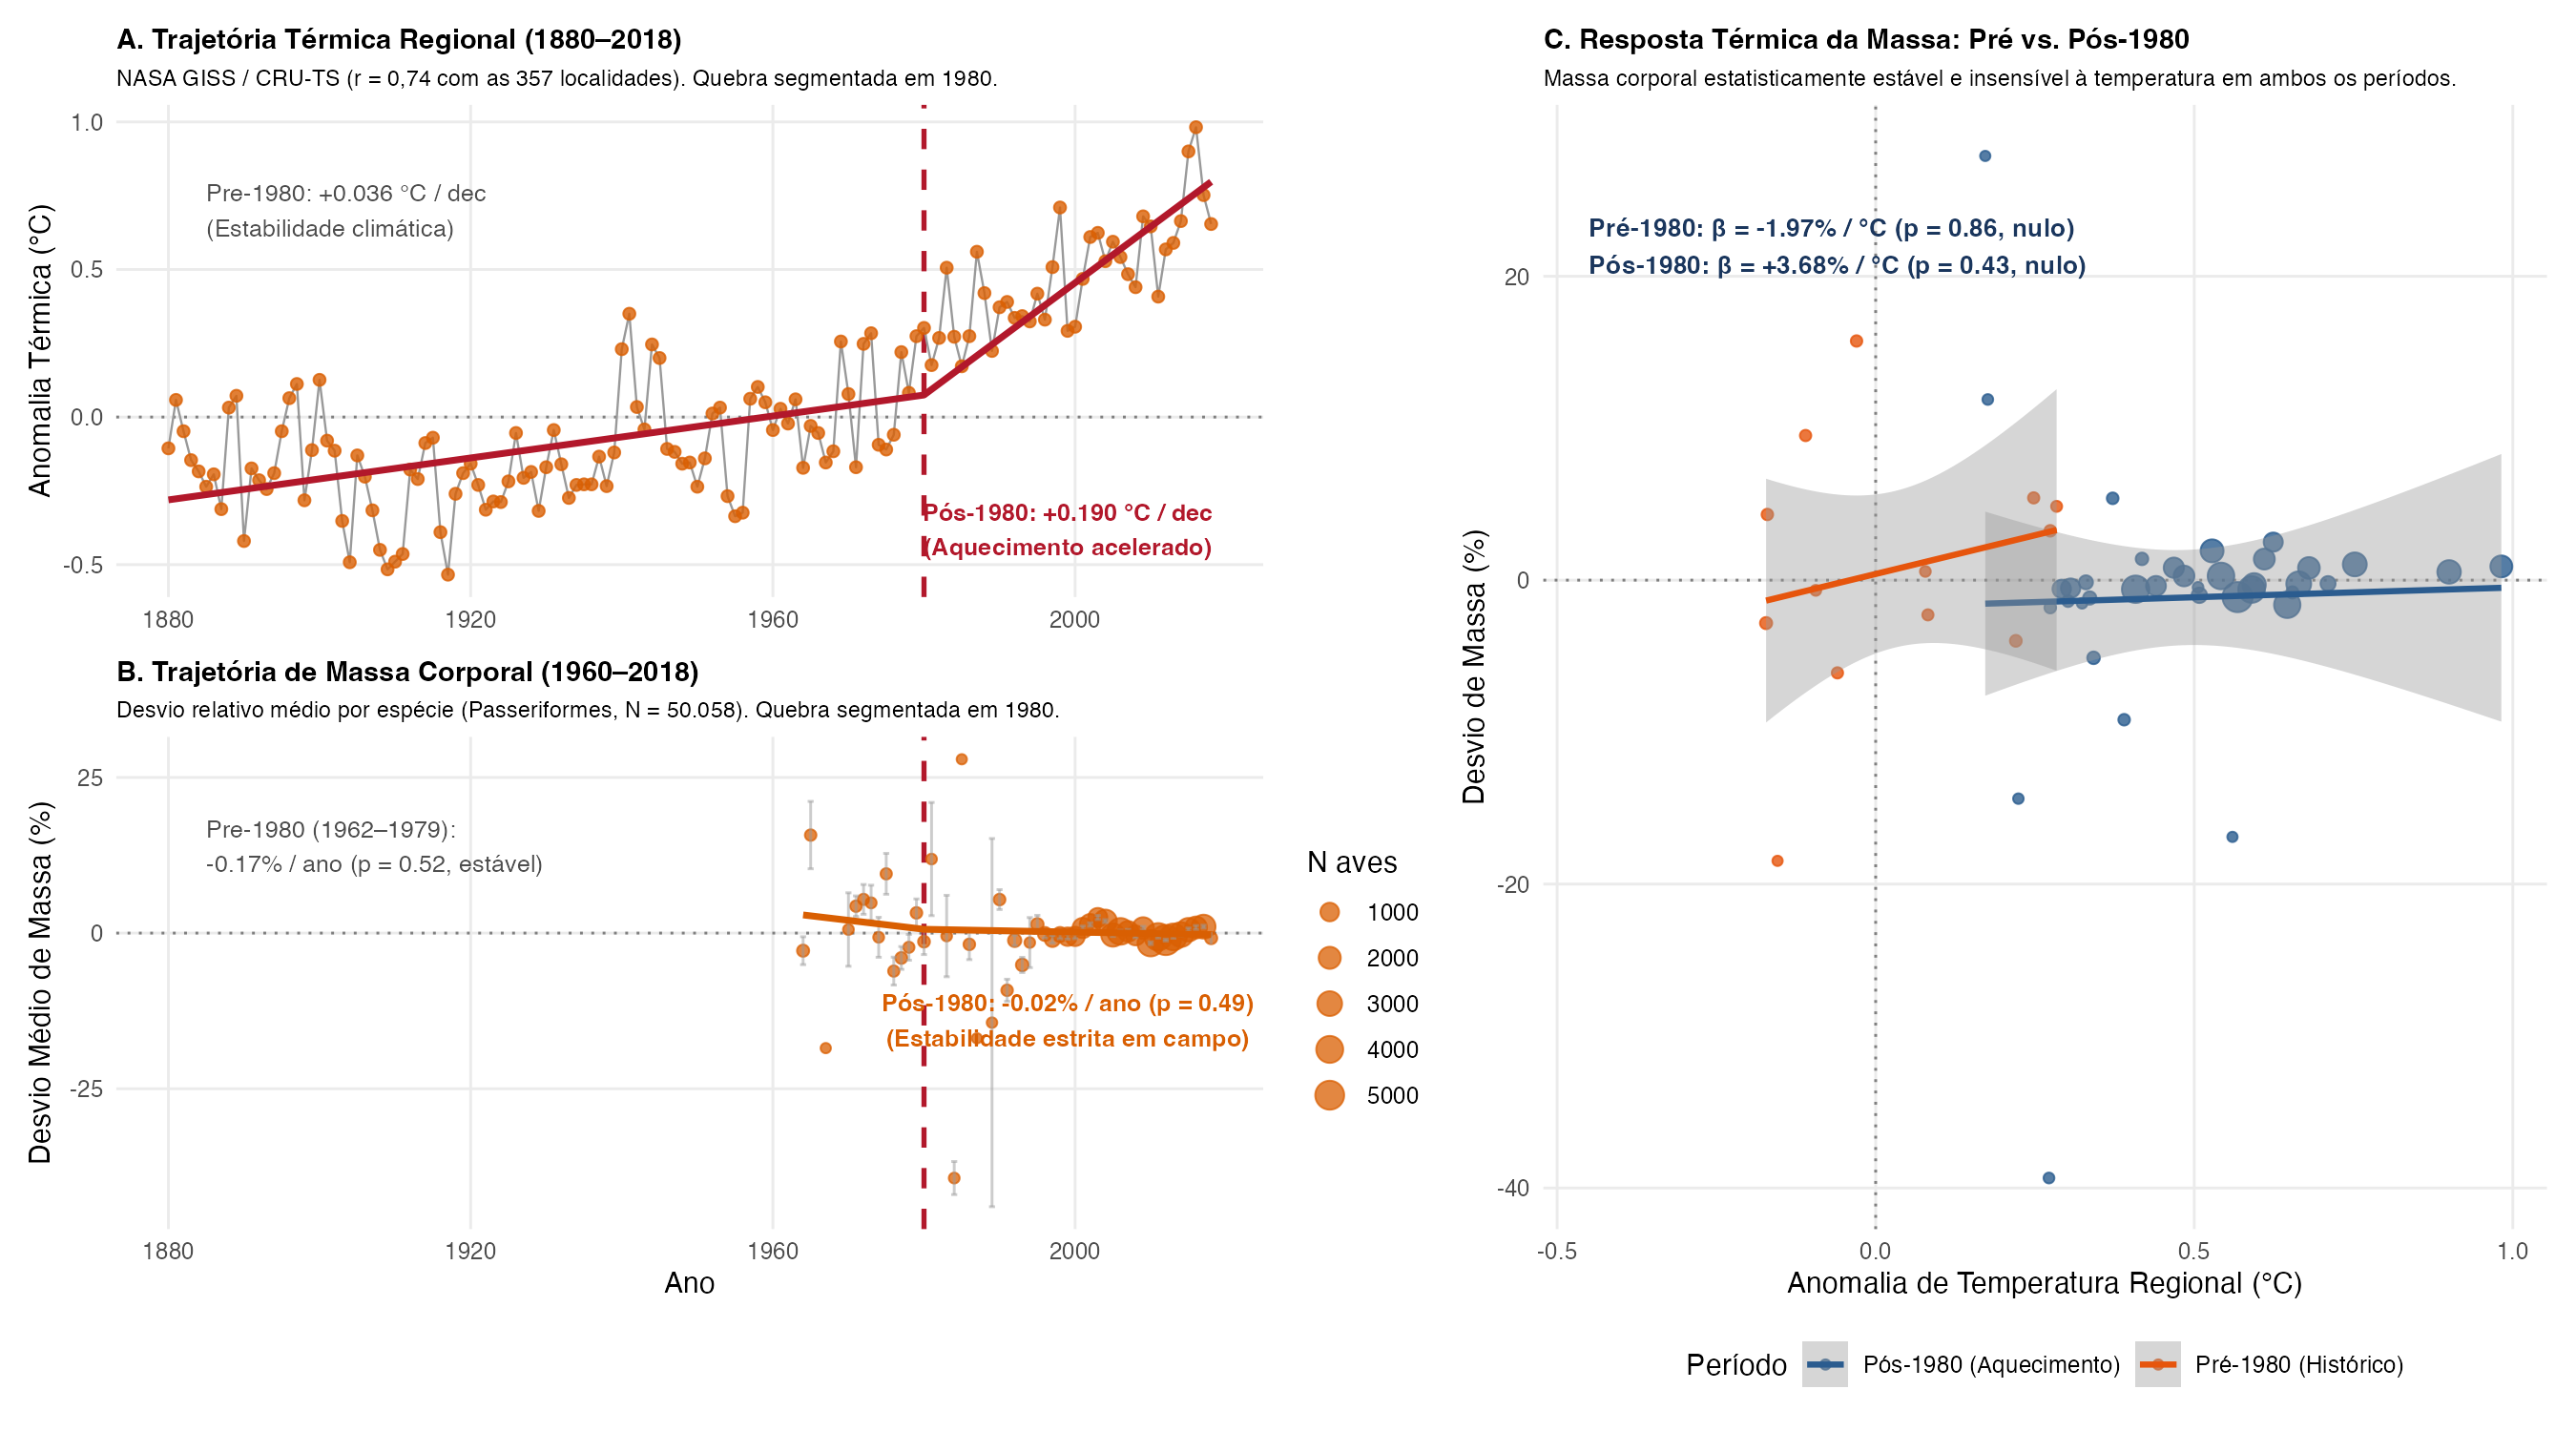 A. Trajetória Térmica Regional (1880–2018)
NASA GISS / CRU-TS (r = 0,74 com as 357 localidades). Quebra segmentada em 1980.
Anomalia Térmica (°C)
1.0
0.5
0.0
-0.5
Pre-1980: +0.036 °C / dec
(Estabilidade climática)
Pós-1980: +0.190 °C / dec
(Aquecimento acelerado)
1880
1920
1960
2000
B. Trajetória de Massa Corporal (1960–2018)
Desvio relativo médio por espécie (Passeriformes, N = 50.058). Quebra segmentada em 1980.
Desvio Médio de Massa (%)
25
0
-25
Pre-1980 (1962–1979):
-0.17% / ano (p = 0.52, estável)
Pós-1980: -0.02% / ano (p = 0.49)
(Estabilidade estrita em campo)
1880
1920
1960
2000
Ano
N aves
1000
2000
3000
4000
5000
C. Resposta Térmica da Massa: Pré vs. Pós-1980
Massa corporal estatisticamente estável e insensível à temperatura em ambos os períodos.
Desvio de Massa (%)
20
0
-20
-40
Pré-1980: β = -1.97% / °C (p = 0.86, nulo)
Pós-1980: β = +3.68% / °C (p = 0.43, nulo)
-0.5
0.0
0.5
1.0
Anomalia de Temperatura Regional (°C)
Período
Pós-1980 (Aquecimento)
Pré-1980 (Histórico)